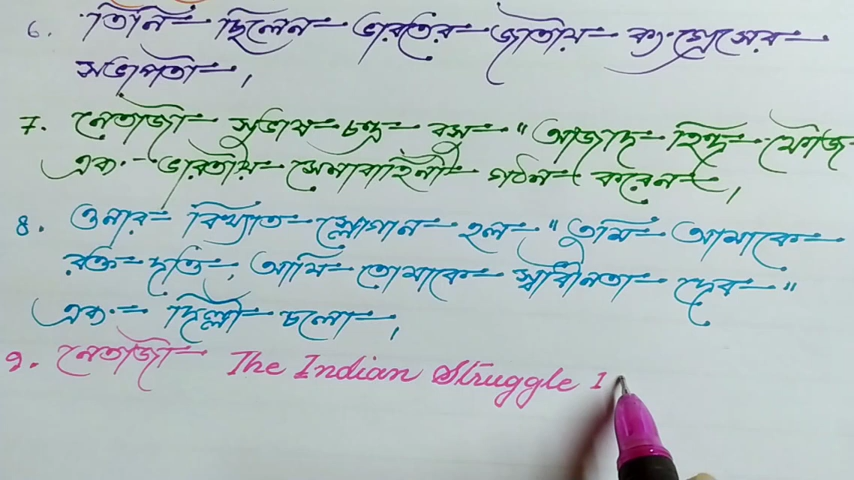 6. তিনি ছিলেন ভারতের জাতীয় কংগ্রেসের
সভাপতি।
7. নেতাজী সুভাষ চন্দ্র বসু "আজাদ হিন্দ ফৌজ
এবং ভারতীয় সেনাবাহিনী গঠন করেন।
8. ওনার বিখ্যাত স্লোগান হল "তুমি আমাকে
রক্ত দাও, আমি তোমাকে স্বাধীনতা দেব"
এবং দিল্লী চলো।
9. নেতাজী The Indian Struggle 1